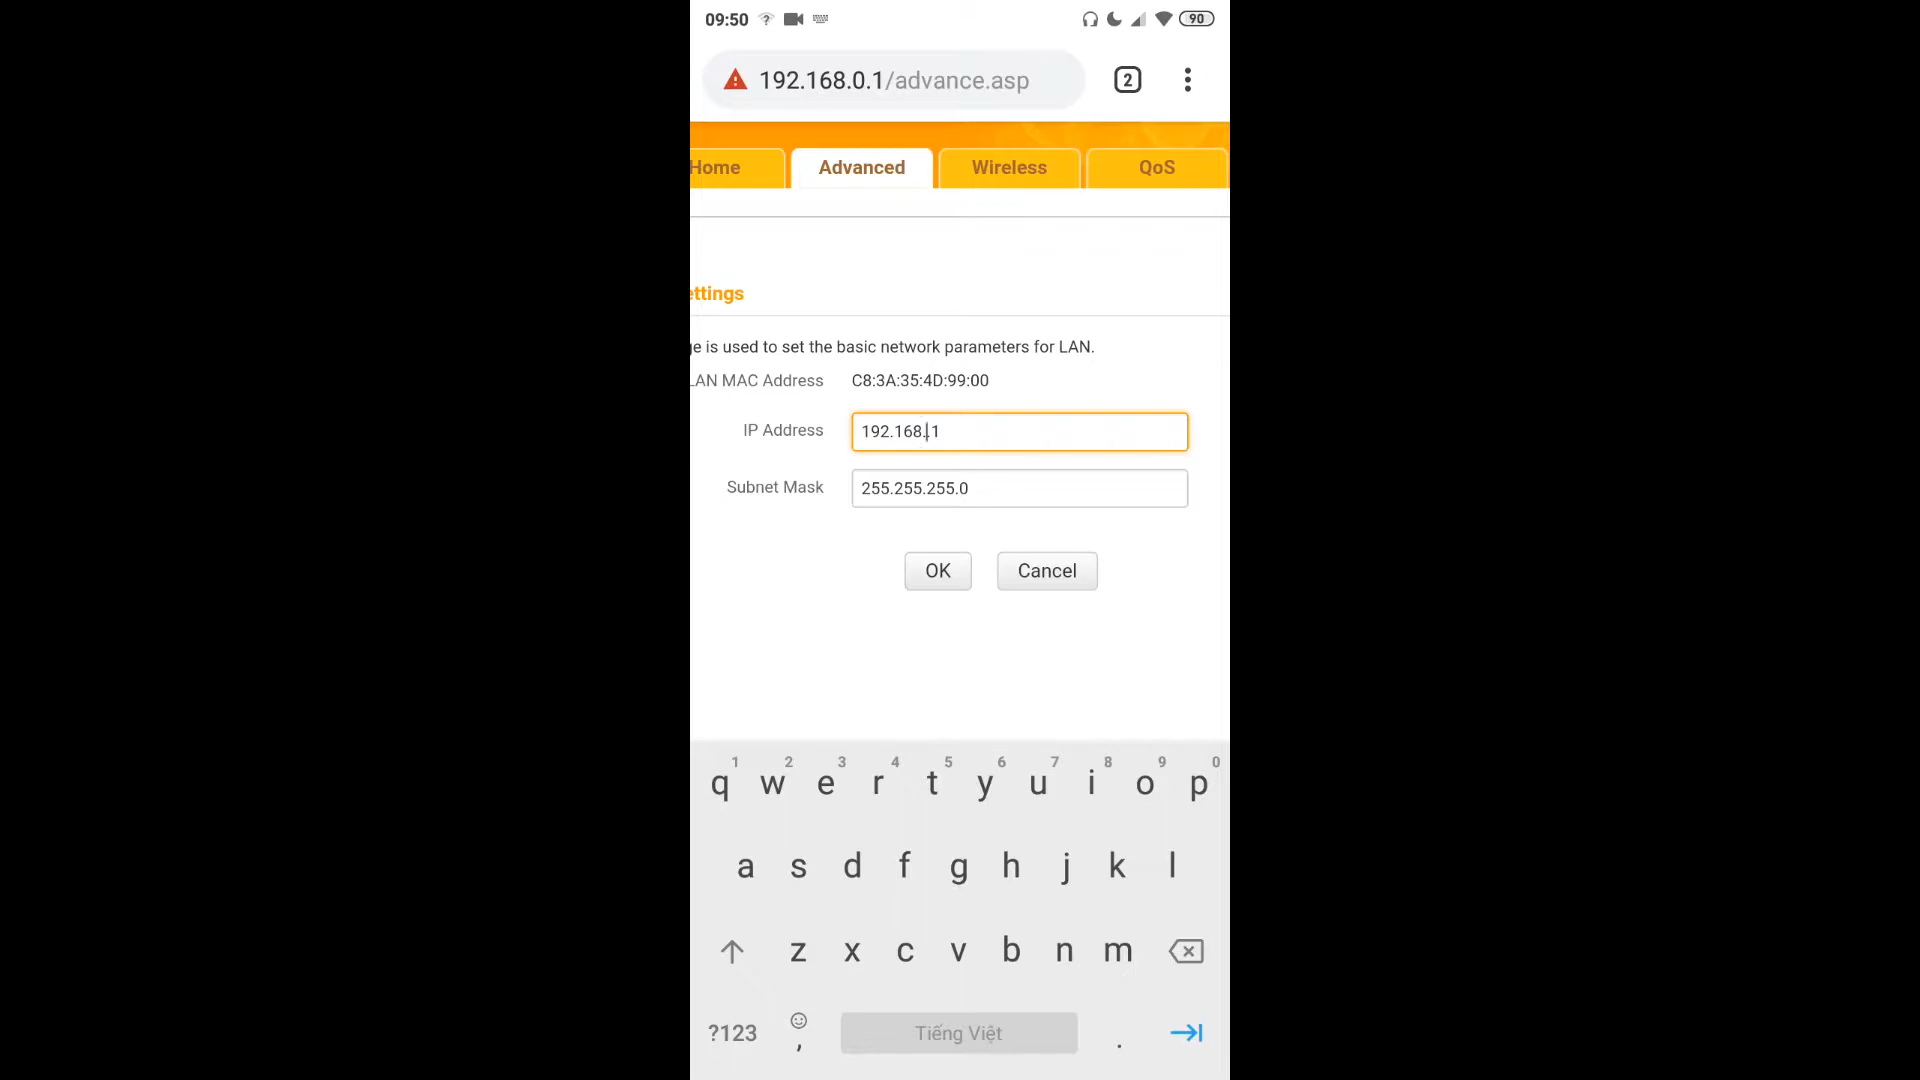 09:50 90
192.168.0.1/advance.asp 2
Home Advanced Wireless QoS
ettings
ge is used to set the basic network parameters for LAN.
LAN MAC Address C8:3A:35:4D:99:00
IP Address 192.168..1
Subnet Mask 255.255.255.0
OK Cancel
1 2 3 4 5 6 7 8 9 0
q w e r t y u i o p
a s d f g h j k l
z x c v b n m
?123 , Tiếng Việt .